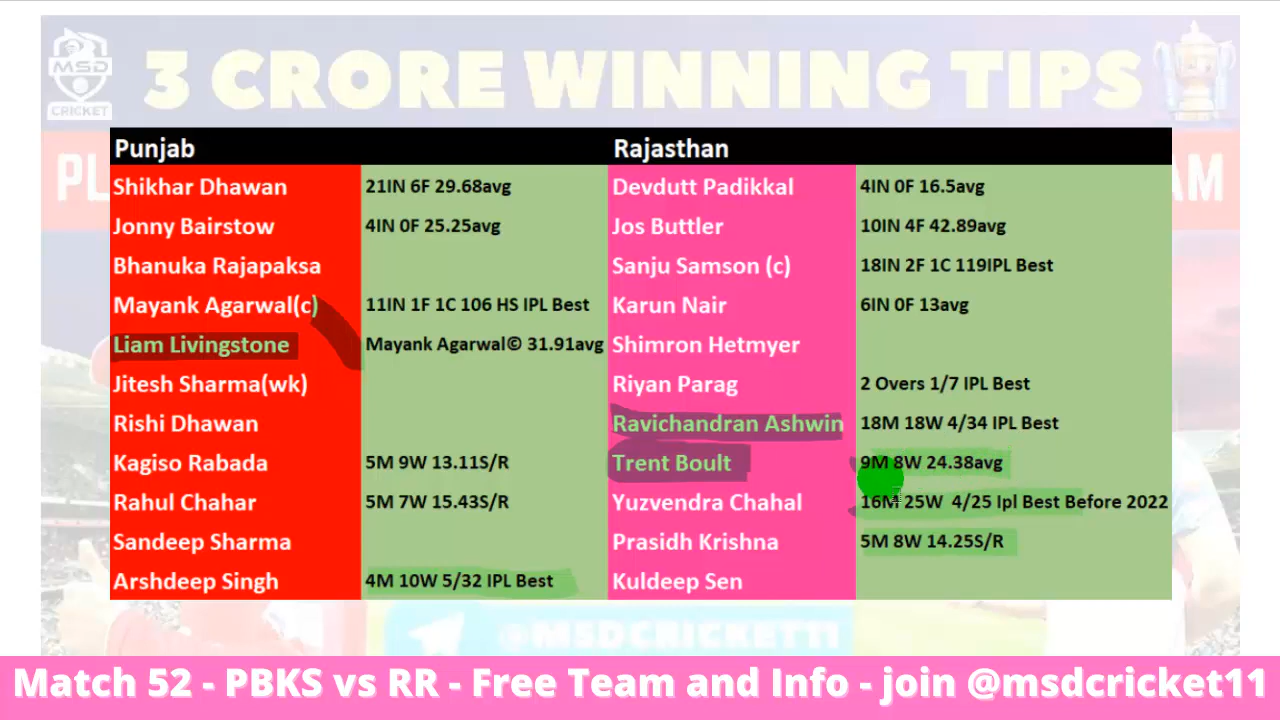 MSD
CRICKET
3 CRORE WINNING TIPS
PL
AM
Punjab Rajasthan
Shikhar Dhawan 21IN 6F 29.68avg Devdutt Padikkal 4IN 0F 16.5avg
Jonny Bairstow 4IN 0F 25.25avg Jos Buttler 10IN 4F 42.89avg
Bhanuka Rajapaksa Sanju Samson (c) 18IN 2F 1C 119IPL Best
Mayank Agarwal(c) 11IN 1F 1C 106 HS IPL Best Karun Nair 6IN 0F 13avg
Liam Livingstone Mayank Agarwal© 31.91avg Shimron Hetmyer
Jitesh Sharma(wk) Riyan Parag 2 Overs 1/7 IPL Best
Rishi Dhawan Ravichandran Ashwin 18M 18W 4/34 IPL Best
Kagiso Rabada 5M 9W 13.11S/R Trent Boult 9M 8W 24.38avg
Rahul Chahar 5M 7W 15.43S/R Yuzvendra Chahal 16M 25W 4/25 Ipl Best Before 2022
Sandeep Sharma Prasidh Krishna 5M 8W 14.25S/R
Arshdeep Singh 4M 10W 5/32 IPL Best Kuldeep Sen
@MSDCRICKET11
Match 52 - PBKS vs RR - Free Team and Info - join @msdcricket11